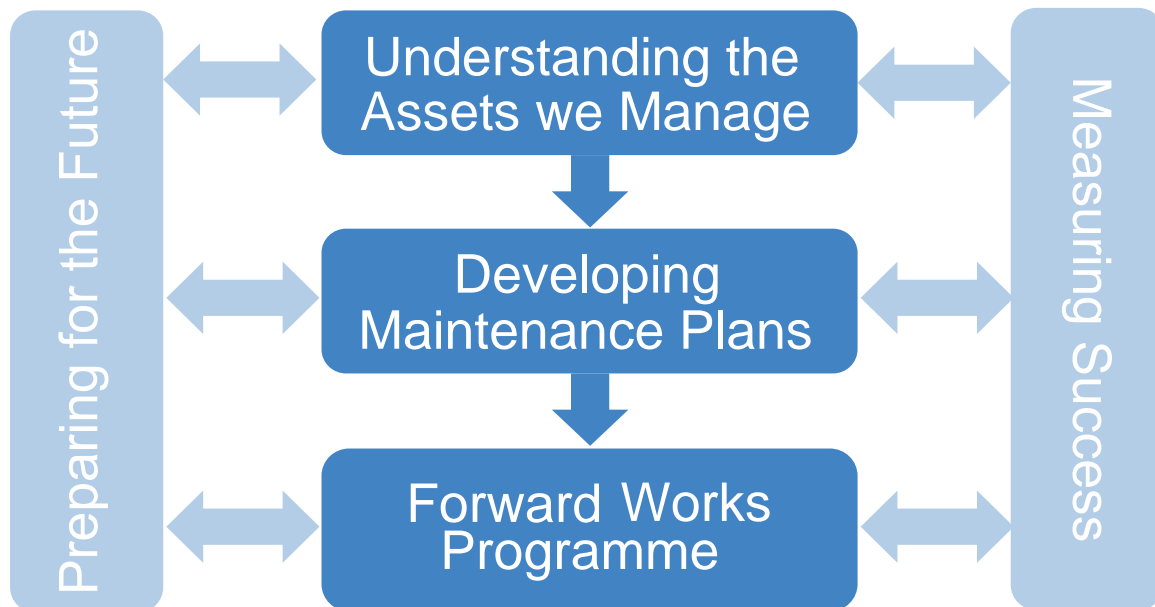 Preparing for the Future
Understanding the
Assets we Manage
Developing
Maintenance Plans
Forward Works
Programme
Measuring Success